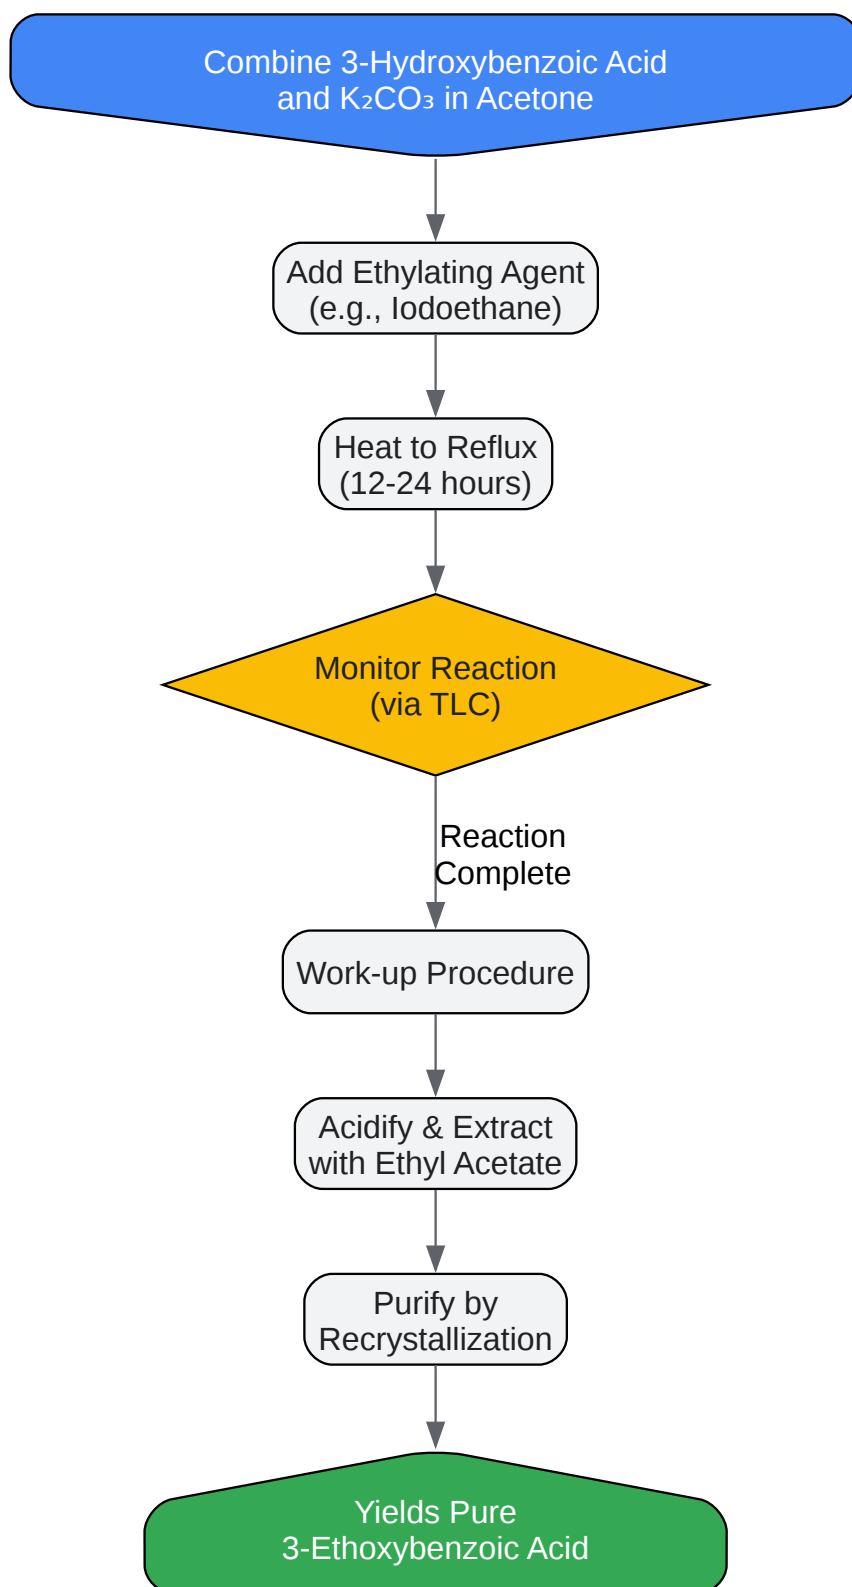 Combine 3-Hydroxybenzoic Acid
and K₂CO₃ in Acetone
Add Ethylating Agent
(e.g., Iodoethane)
Heat to Reflux
(12-24 hours)
Monitor Reaction
(via TLC)
Reaction
Complete
Work-up Procedure
Acidify & Extract
with Ethyl Acetate
Purify by
Recrystallization
Yields Pure
3-Ethoxybenzoic Acid